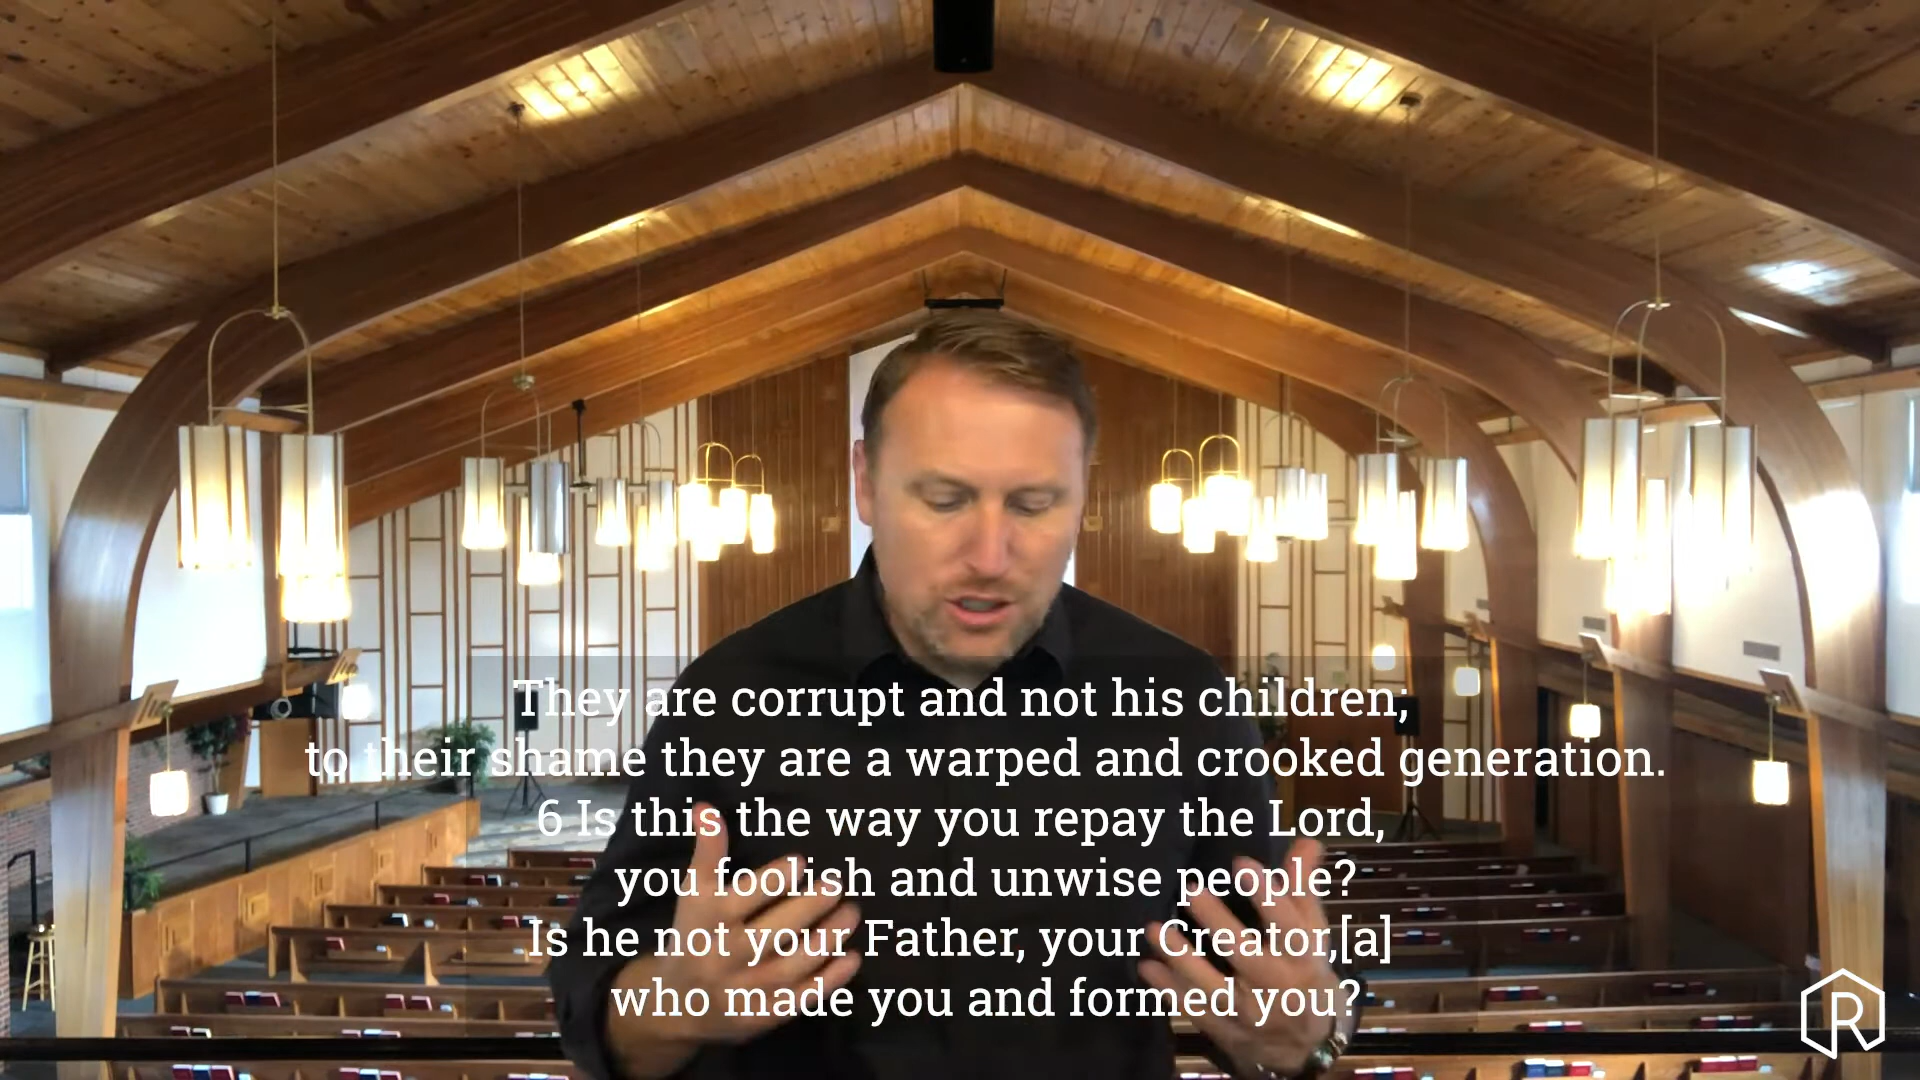 They are corrupt and not his children;
to their shame they are a warped and crooked generation.
6 Is this the way you repay the Lord,
you foolish and unwise people?
Is he not your Father, your Creator,[a]
who made you and formed you?
R